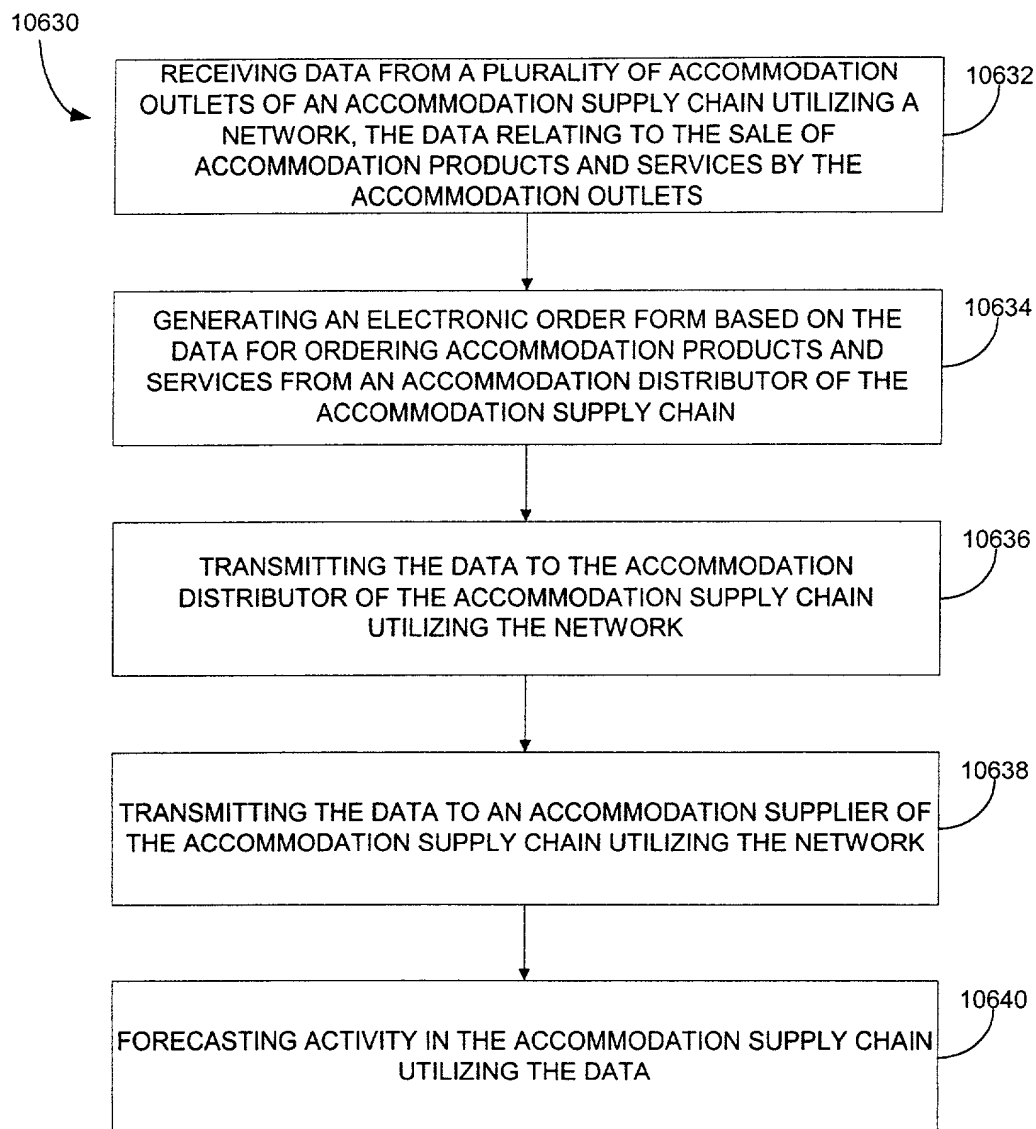 10630
RECEIVING DATA FROM A PLURALITY OF ACCOMMODATION
OUTLETS OF AN ACCOMMODATION SUPPLY CHAIN UTILIZING A
NETWORK, THE DATA RELATING TO THE SALE OF
ACCOMMODATION PRODUCTS AND SERVICES BY THE
ACCOMMODATION OUTLETS
10632
GENERATING AN ELECTRONIC ORDER FORM BASED ON THE
DATA FOR ORDERING ACCOMMODATION PRODUCTS AND
SERVICES FROM AN ACCOMMODATION DISTRIBUTOR OF THE
ACCOMMODATION SUPPLY CHAIN
10634
TRANSMITTING THE DATA TO THE ACCOMMODATION
DISTRIBUTOR OF THE ACCOMMODATION SUPPLY CHAIN
UTILIZING THE NETWORK
10636
TRANSMITTING THE DATA TO AN ACCOMMODATION SUPPLIER OF
THE ACCOMMODATION SUPPLY CHAIN UTILIZING THE NETWORK
10638
FORECASTING ACTIVITY IN THE ACCOMMODATION SUPPLY CHAIN
UTILIZING THE DATA
10640